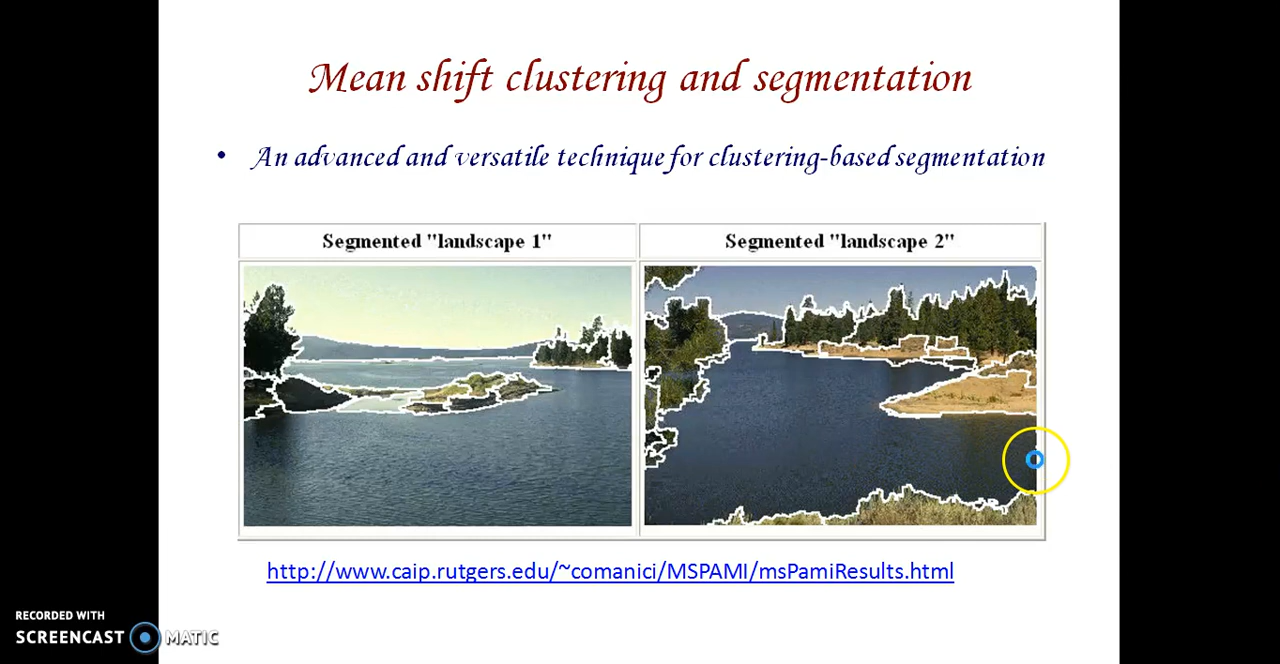 Mean shift clustering and segmentation
• An advanced and versatile technique for clustering-based segmentation
Segmented "landscape 1"
Segmented "landscape 2"
http://www.caip.rutgers.edu/~comanici/MSPAMI/msPamiResults.html
RECORDED WITH
SCREENCAST MATIC